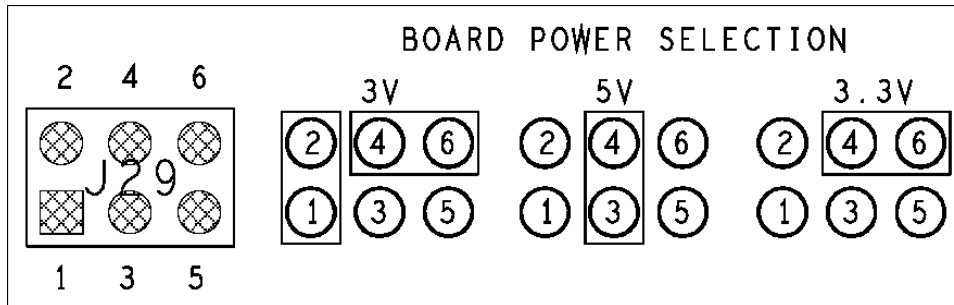 BOARD POWER SELECTION
2 4 6
3V 5V 3.3V
2 4 6 2 4 6 2 4 6
J29
1 3 5 1 3 5 1 3 5
1 3 5